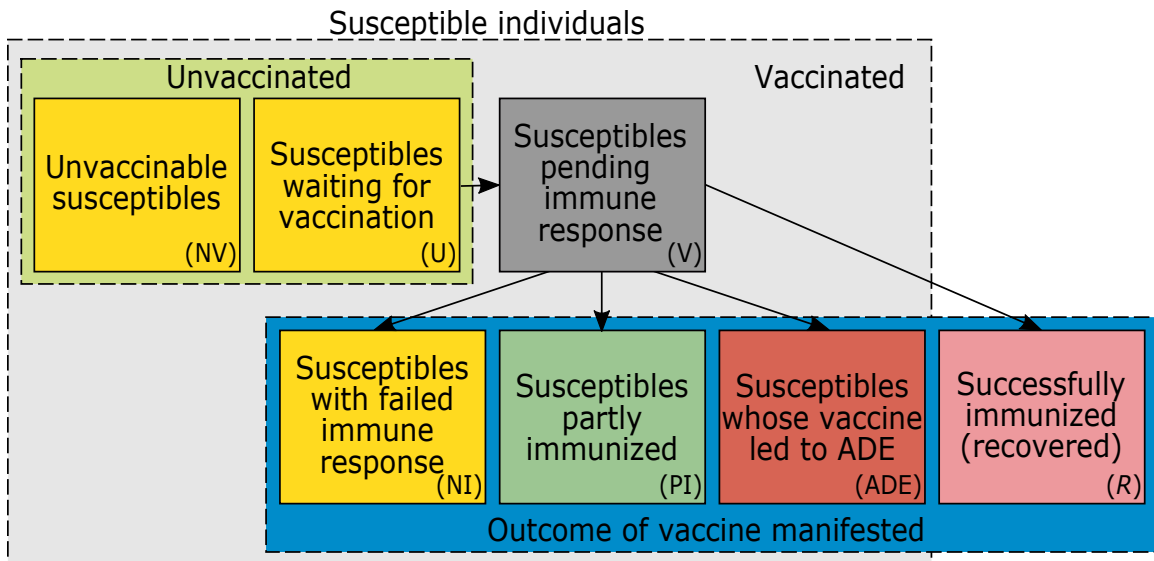 Susceptible individuals
Unvaccinated
Vaccinated
Unvaccinable
susceptibles
(NV)
Susceptibles
waiting for
vaccination
(U)
Susceptibles
pending
immune
response
(V)
Susceptibles
with failed
immune
response
(NI)
Susceptibles
partly
immunized
(PI)
Susceptibles
whose vaccine
led to ADE
(ADE)
Successfully
immunized
(recovered)
(R)
Outcome of vaccine manifested